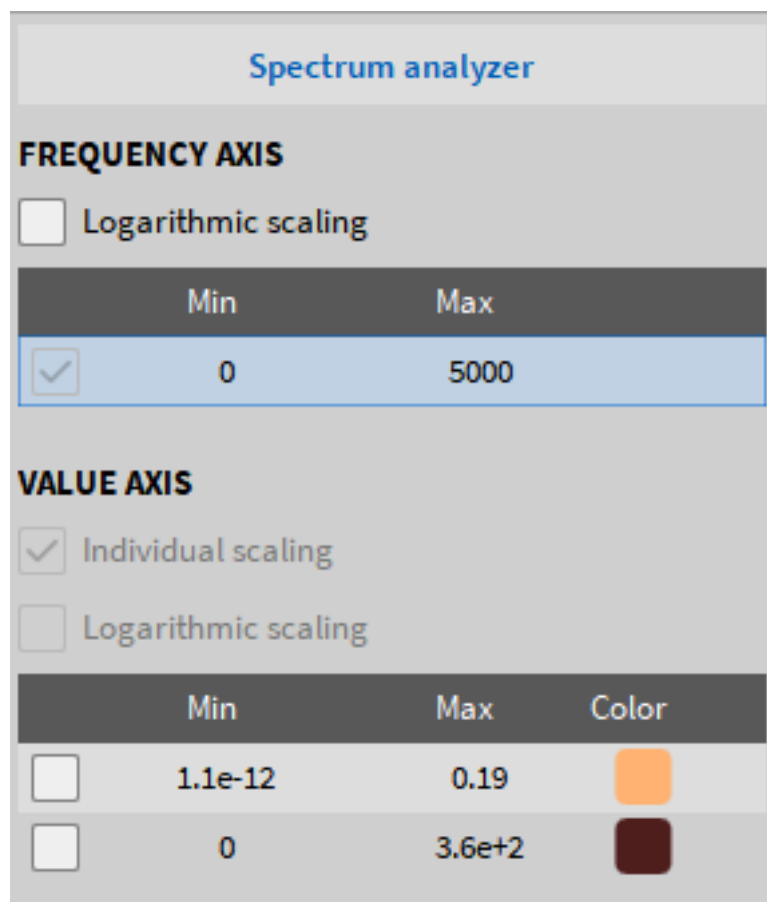 Spectrum analyzer
FREQUENCY AXIS
Logarithmic scaling
Min Max
0 5000
VALUE AXIS
Individual scaling
Logarithmic scaling
Min Max Color
1.1e-12 0.19
0 3.6e+2